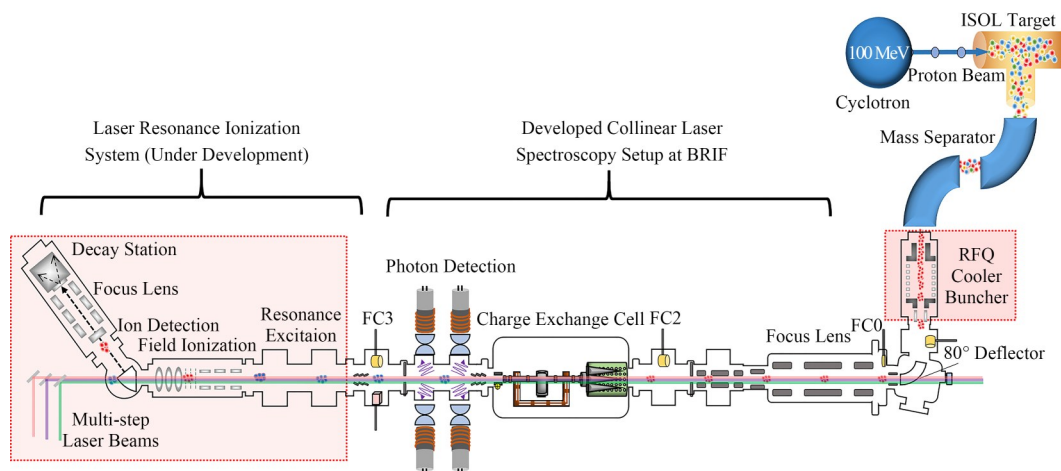 ISOL Target
100 MeV
Proton Beam
Cyclotron
Mass Separator
Laser Resonance Ionization
System (Under Development)
Developed Collinear Laser
Spectroscopy Setup at BRIF
RFQ
Cooler
Buncher
Decay Station
Focus Lens
Ion Detection
Field Ionization
Resonance
Excitaion
FC3
Photon Detection
Charge Exchange Cell
FC2
Focus Lens
FC0
80° Deflector
Multi-step
Laser Beams